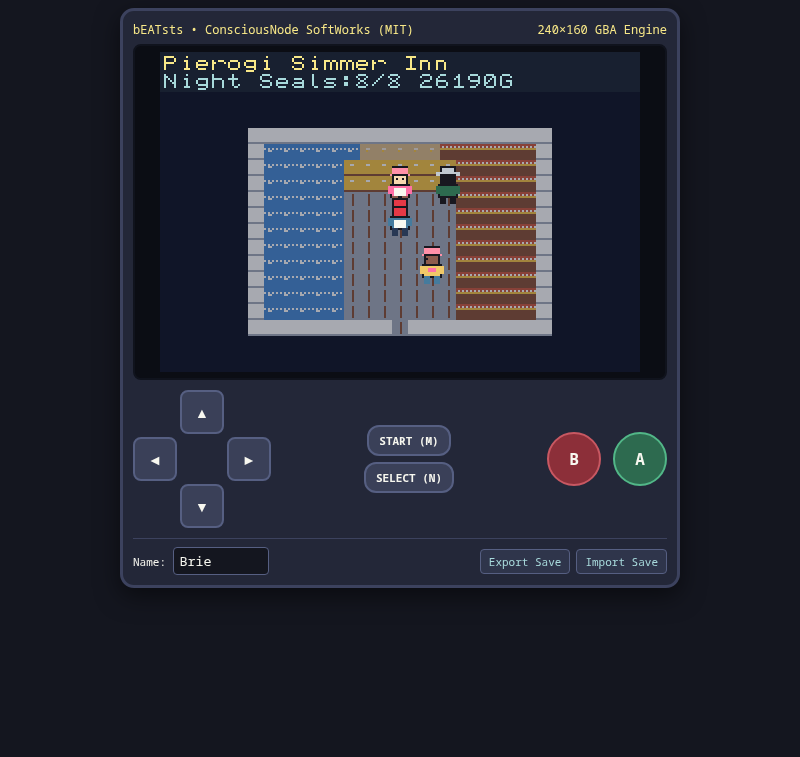 bEATsts • ConsciousNode SoftWorks (MIT)
240×160 GBA Engine
Pierogi Simmer Inn
Night Seals:8/8 26190G
▲
◄ ►
▼
START (M)
SELECT (N)
B A
Name: Brie
Export Save Import Save